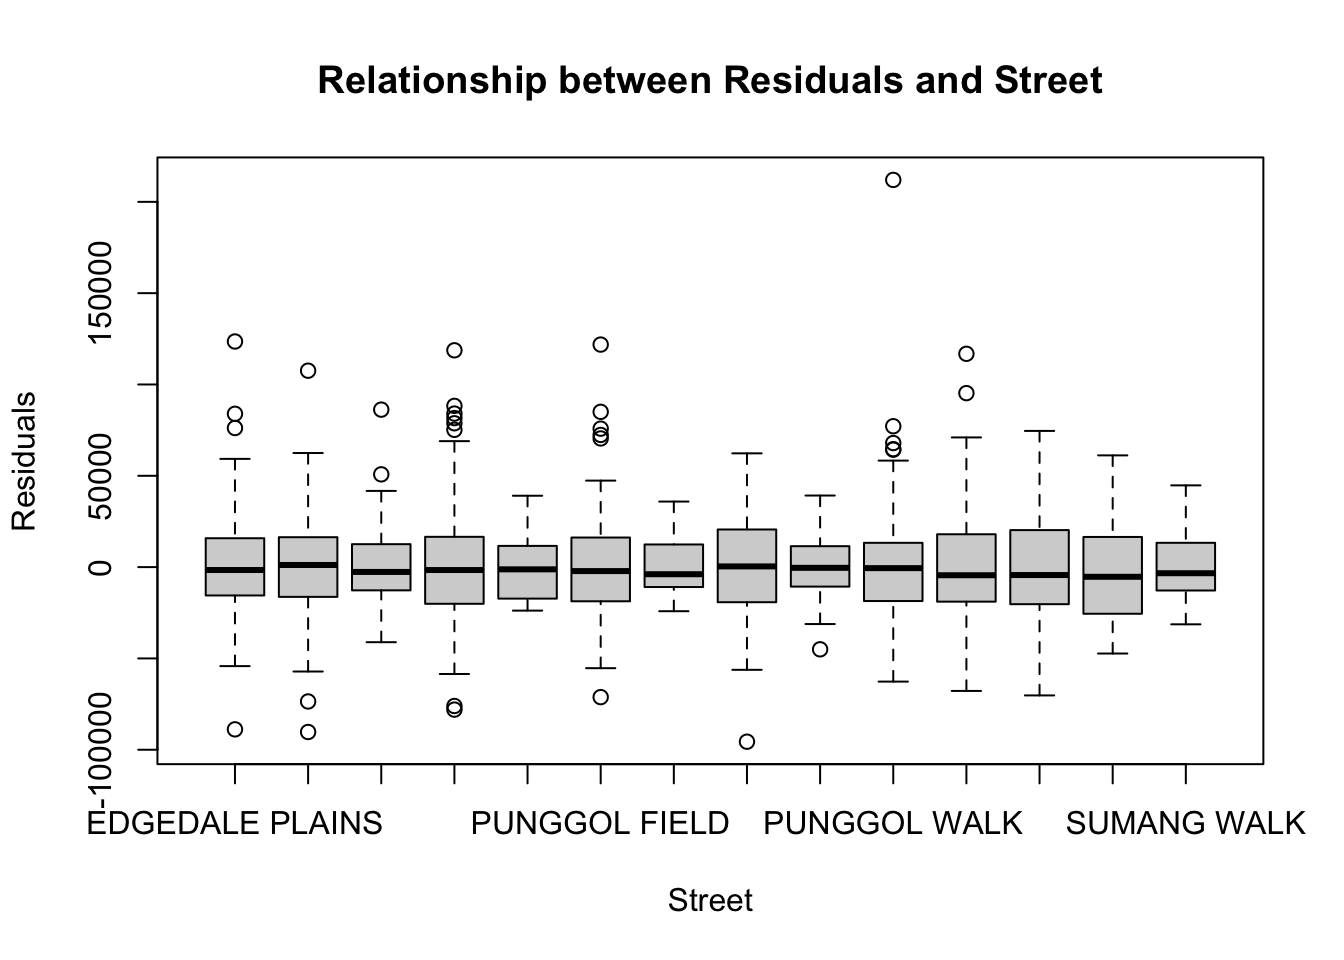 Relationship between Residuals and Street
Residuals
150000
50000
0
-100000
EDGEDALE PLAINS PUNGGOL FIELD PUNGGOL WALK SUMANG WALK
Street